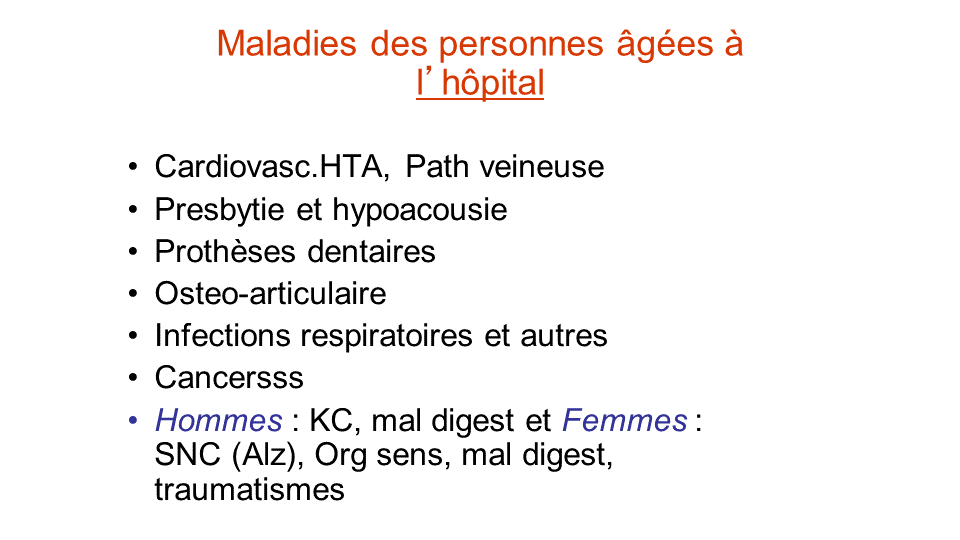 Maladies des personnes âgées à
l’hôpital
• Cardiovasc.HTA, Path veineuse
• Presbytie et hypoacousie
• Prothèses dentaires
• Osteo-articulaire
• Infections respiratoires et autres
• Cancersss
• Hommes : KC, mal digest et Femmes :
SNC (Alz), Org sens, mal digest,
traumatismes